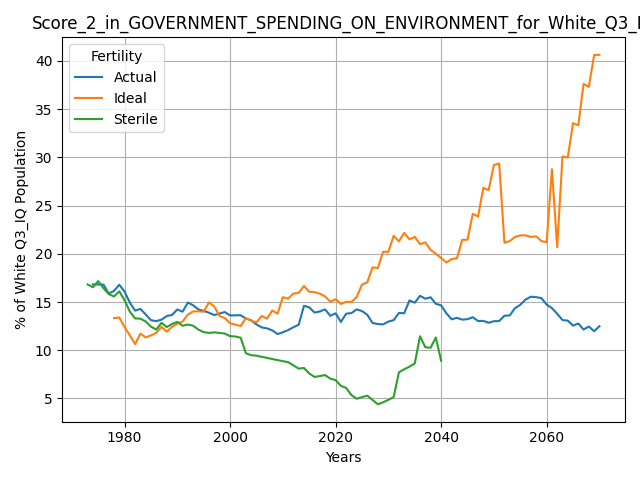 Score_2_in_GOVERNMENT_SPENDING_ON_ENVIRONMENT_for_White_Q3_I
Fertility
Actual
Ideal
Sterile
% of White Q3_IQ Population
40
35
30
25
20
15
10
5
1980 2000 2020 2040 2060
Years